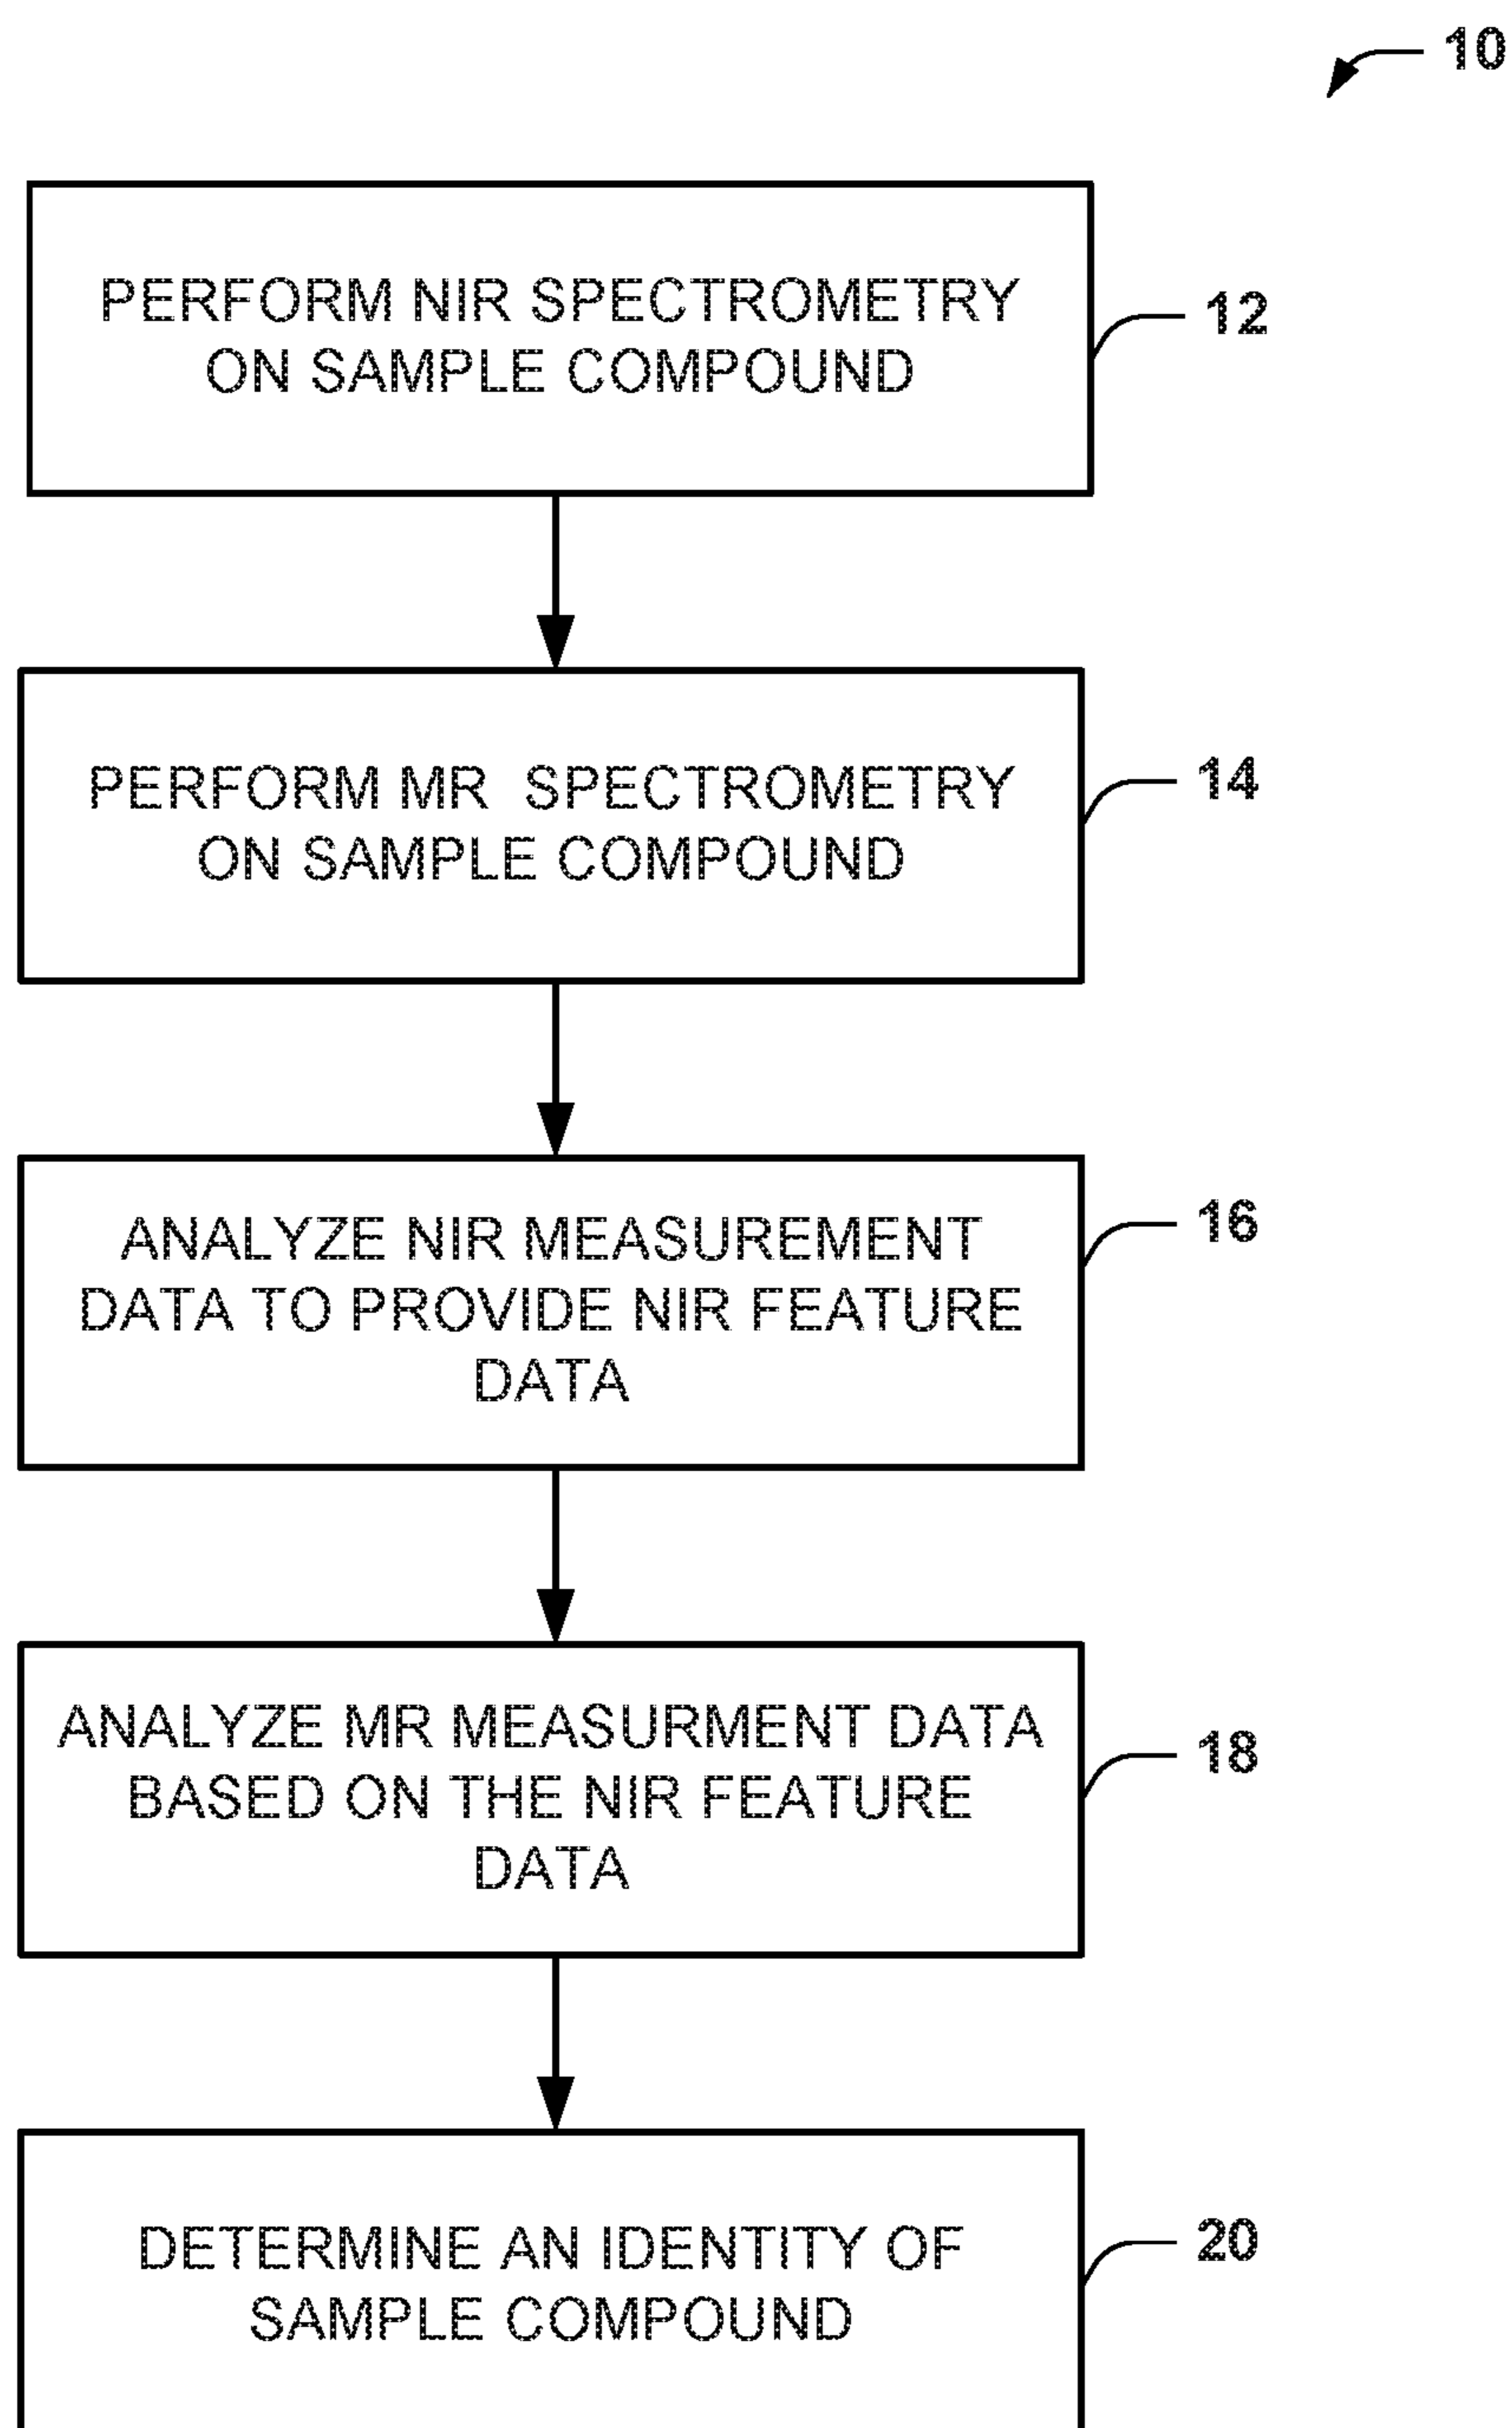 10
PERFORM NIR SPECTROMETRY
ON SAMPLE COMPOUND
12
PERFORM MR SPECTROMETRY
ON SAMPLE COMPOUND
14
ANALYZE NIR MEASUREMENT
DATA TO PROVIDE NIR FEATURE
DATA
16
ANALYZE MR MEASURMENT DATA
BASED ON THE NIR FEATURE
DATA
18
DETERMINE AN IDENTITY OF
SAMPLE COMPOUND
20